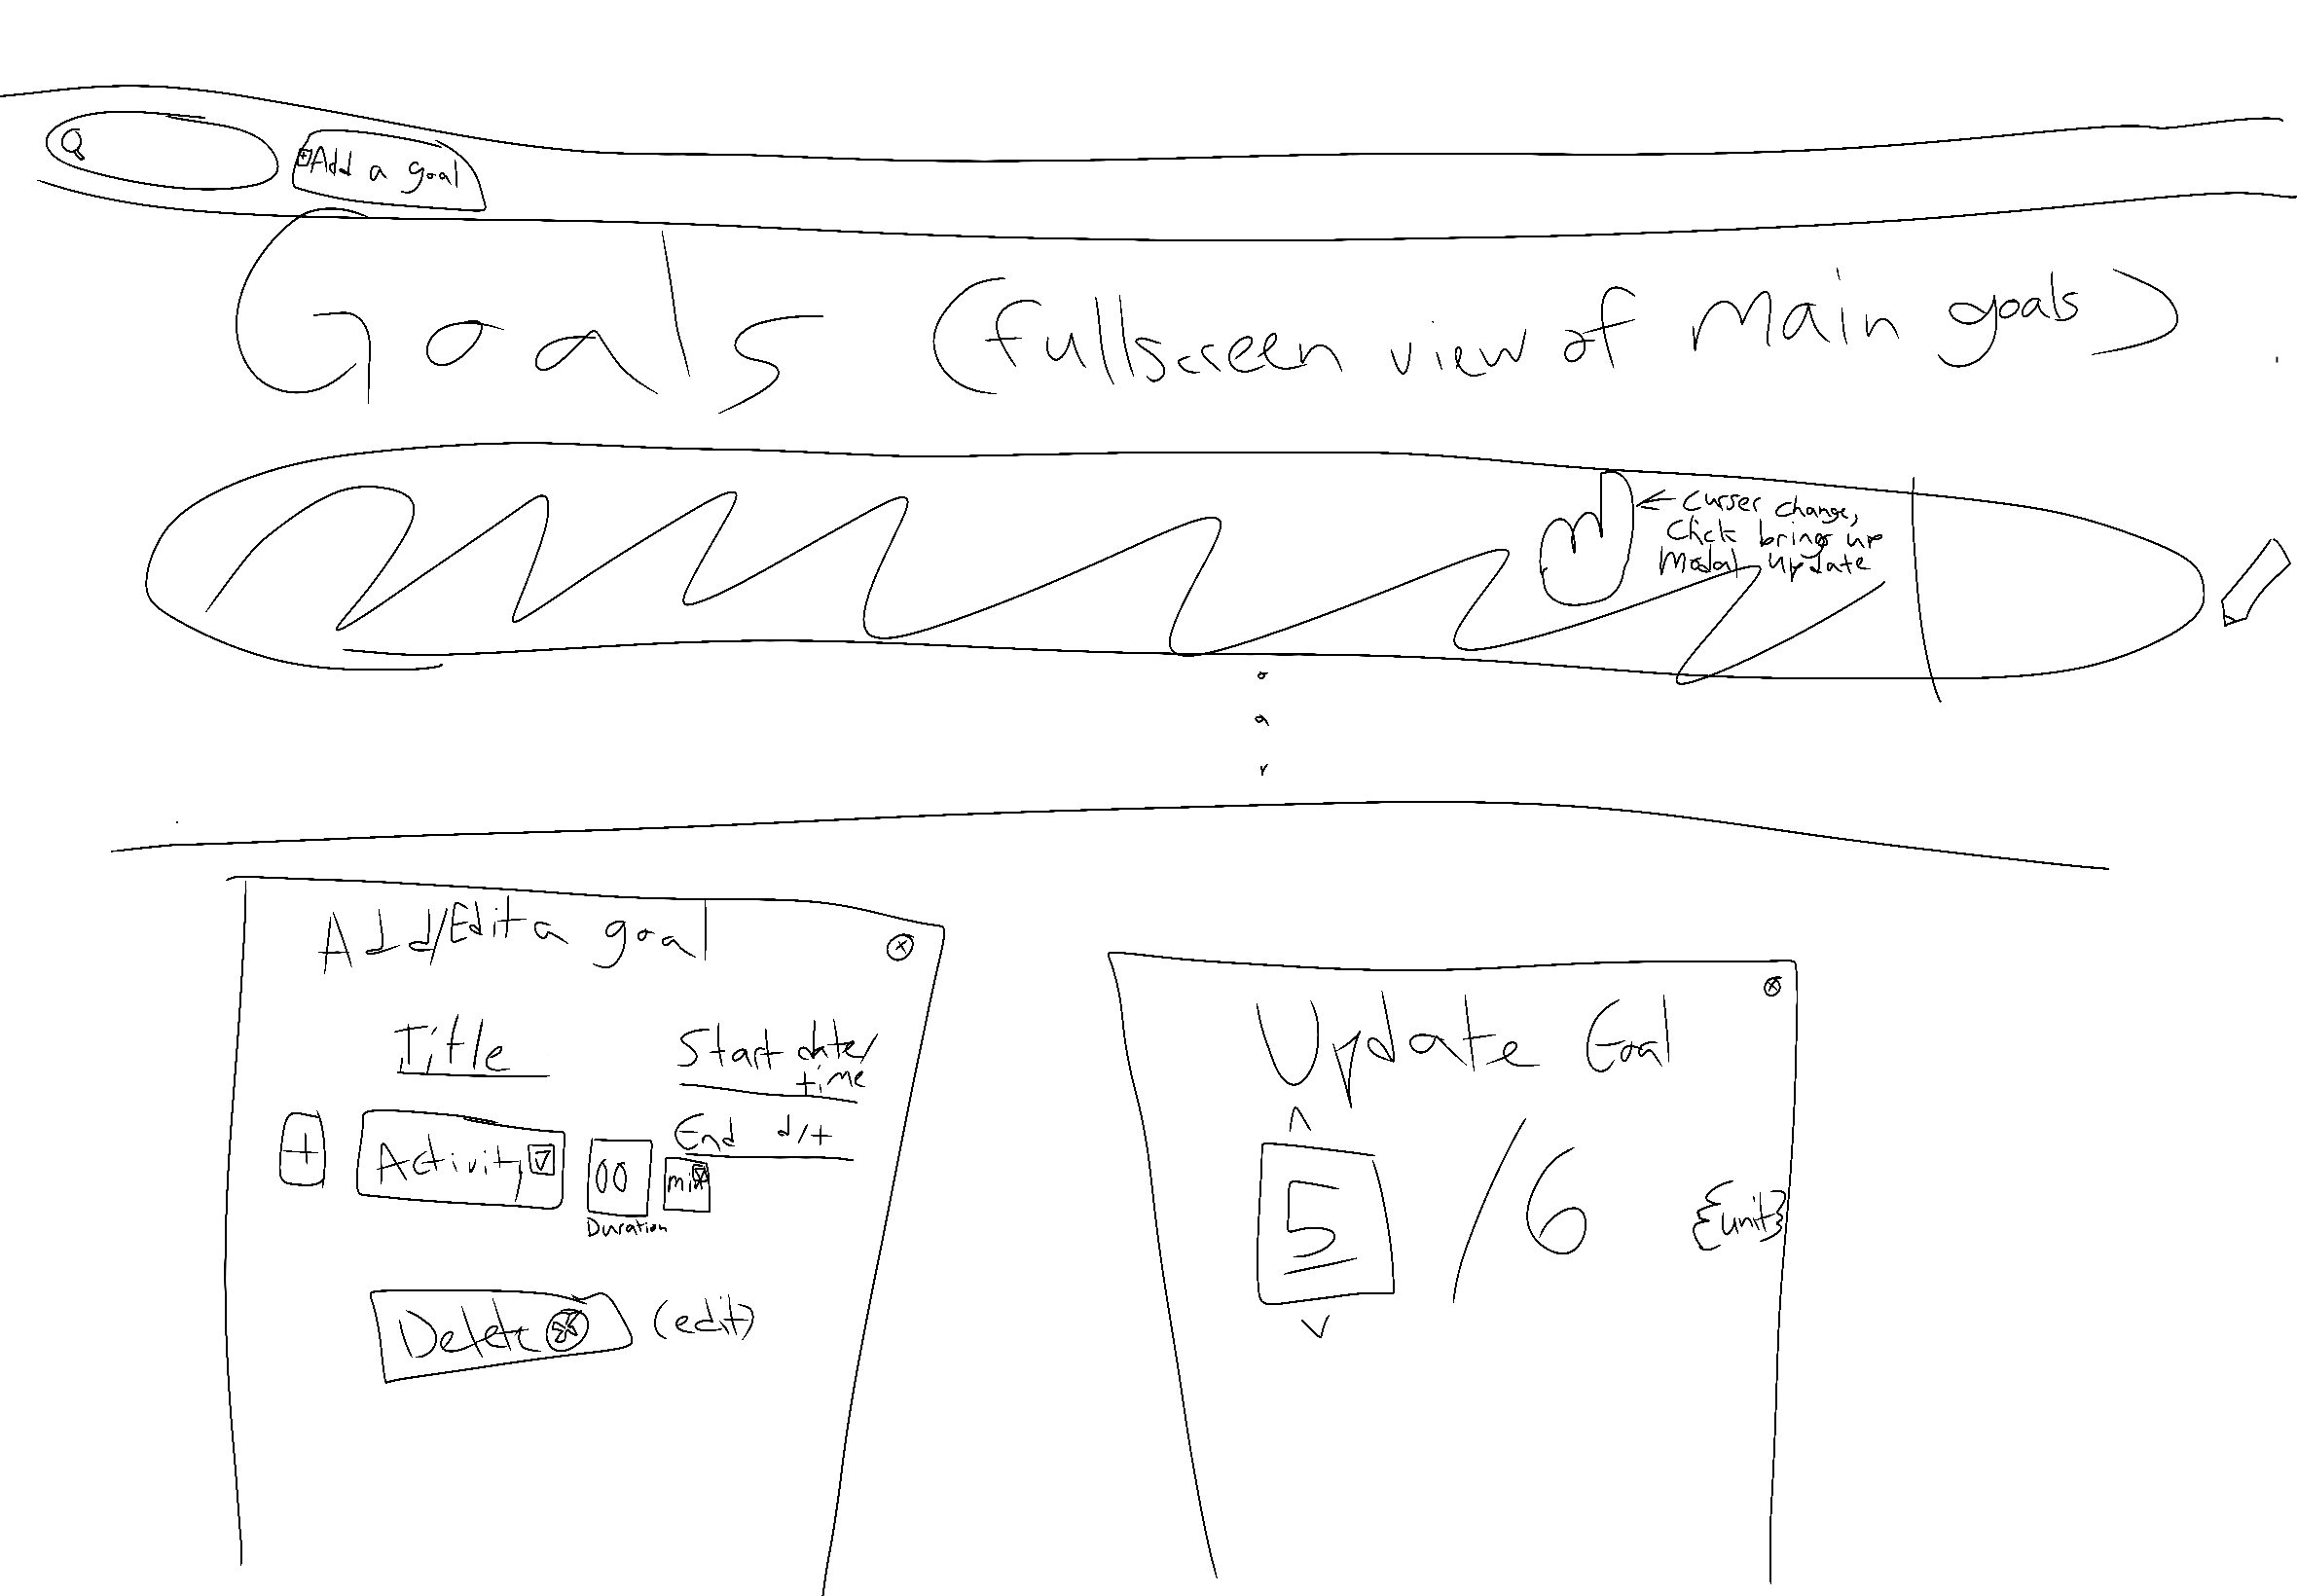 Add a goal
Goals (fullscreen view of main goals)
← curser change,
Click brings up
modal update
Add/Edit a goal
Title
Start date/
time
End d/t
+
Activity
00
min
Duration
Delete
(edit)
Update Goal
5 / 6 {unit}